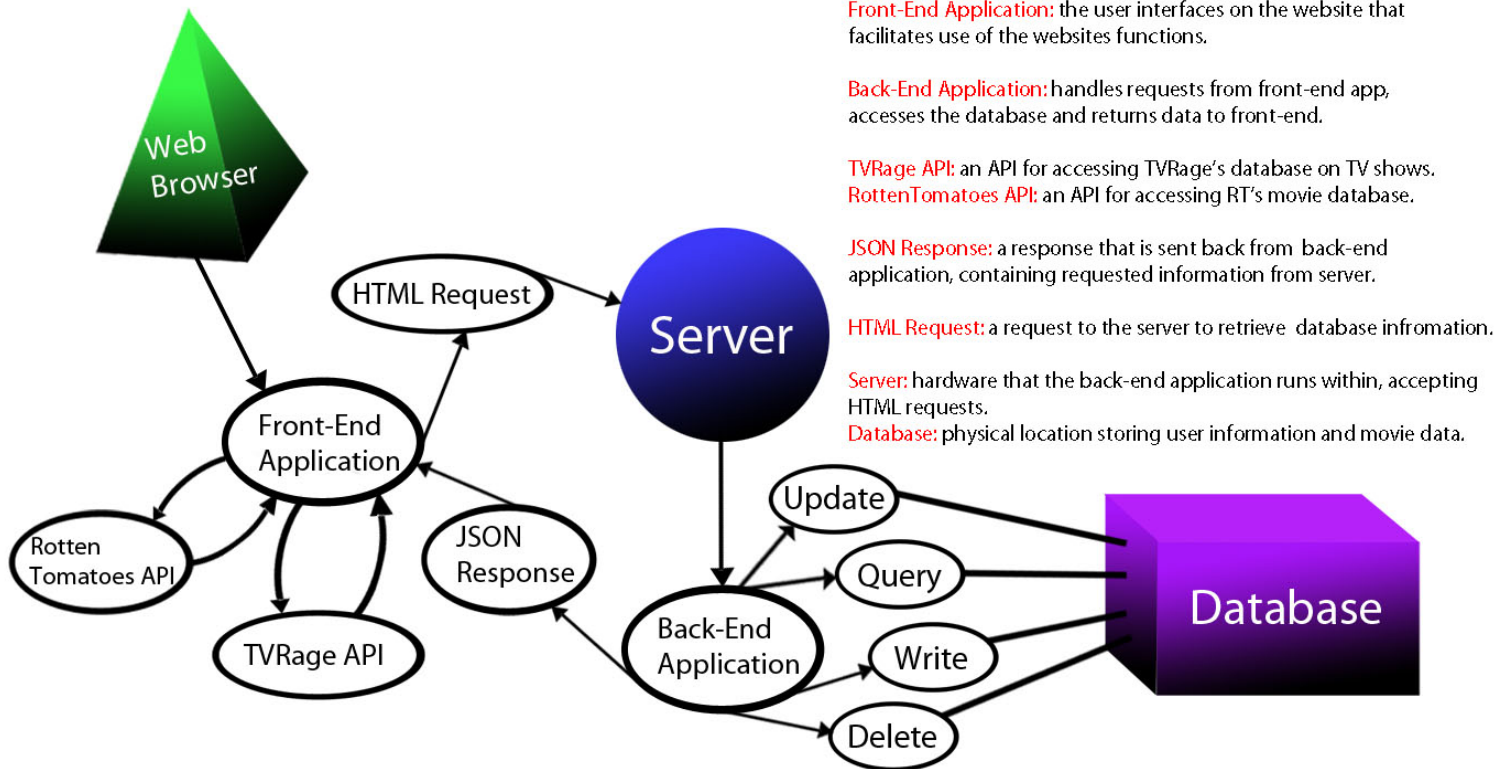 Front-End Application: the user interfaces on the website that
facilitates use of the websites functions.
Back-End Application: handles requests from front-end app,
accesses the database and returns data to front-end.
TVRage API: an API for accessing TVRage's database on TV shows.
RottenTomatoes API: an API for accessing RT's movie database.
JSON Response: a response that is sent back from back-end
application, containing requested information from server.
HTML Request: a request to the server to retrieve database infromation.
Server: hardware that the back-end application runs within, accepting
HTML requests.
Database: physical location storing user information and movie data.
Web
Browser
HTML Request
Server
Front-End
Application
Rotten
Tomatoes API
TVRage API
JSON
Response
Back-End
Application
Update
Query
Write
Delete
Database